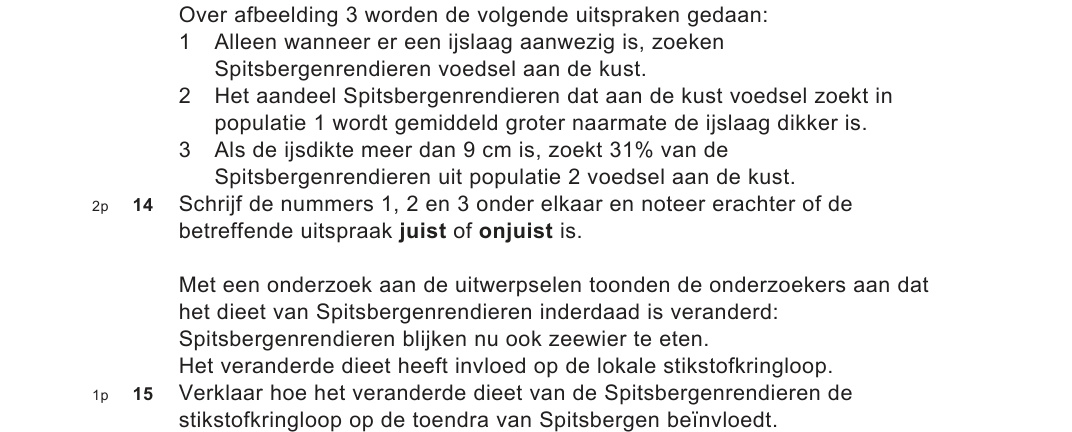 Over afbeelding 3 worden de volgende uitspraken gedaan:
1 Alleen wanneer er een ijslaag aanwezig is, zoeken
Spitsbergenrendieren voedsel aan de kust.
2 Het aandeel Spitsbergenrendieren dat aan de kust voedsel zoekt in
populatie 1 wordt gemiddeld groter naarmate de ijslaag dikker is.
3 Als de ijsdikte meer dan 9 cm is, zoekt 31% van de
Spitsbergenrendieren uit populatie 2 voedsel aan de kust.
2p 14 Schrijf de nummers 1, 2 en 3 onder elkaar en noteer erachter of de
betreffende uitspraak juist of onjuist is.
Met een onderzoek aan de uitwerpselen toonden de onderzoekers aan dat
het dieet van Spitsbergenrendieren inderdaad is veranderd:
Spitsbergenrendieren blijken nu ook zeewier te eten.
Het veranderde dieet heeft invloed op de lokale stikstofkringloop.
1p 15 Verklaar hoe het veranderde dieet van de Spitsbergenrendieren de
stikstofkringloop op de toendra van Spitsbergen beïnvloedt.